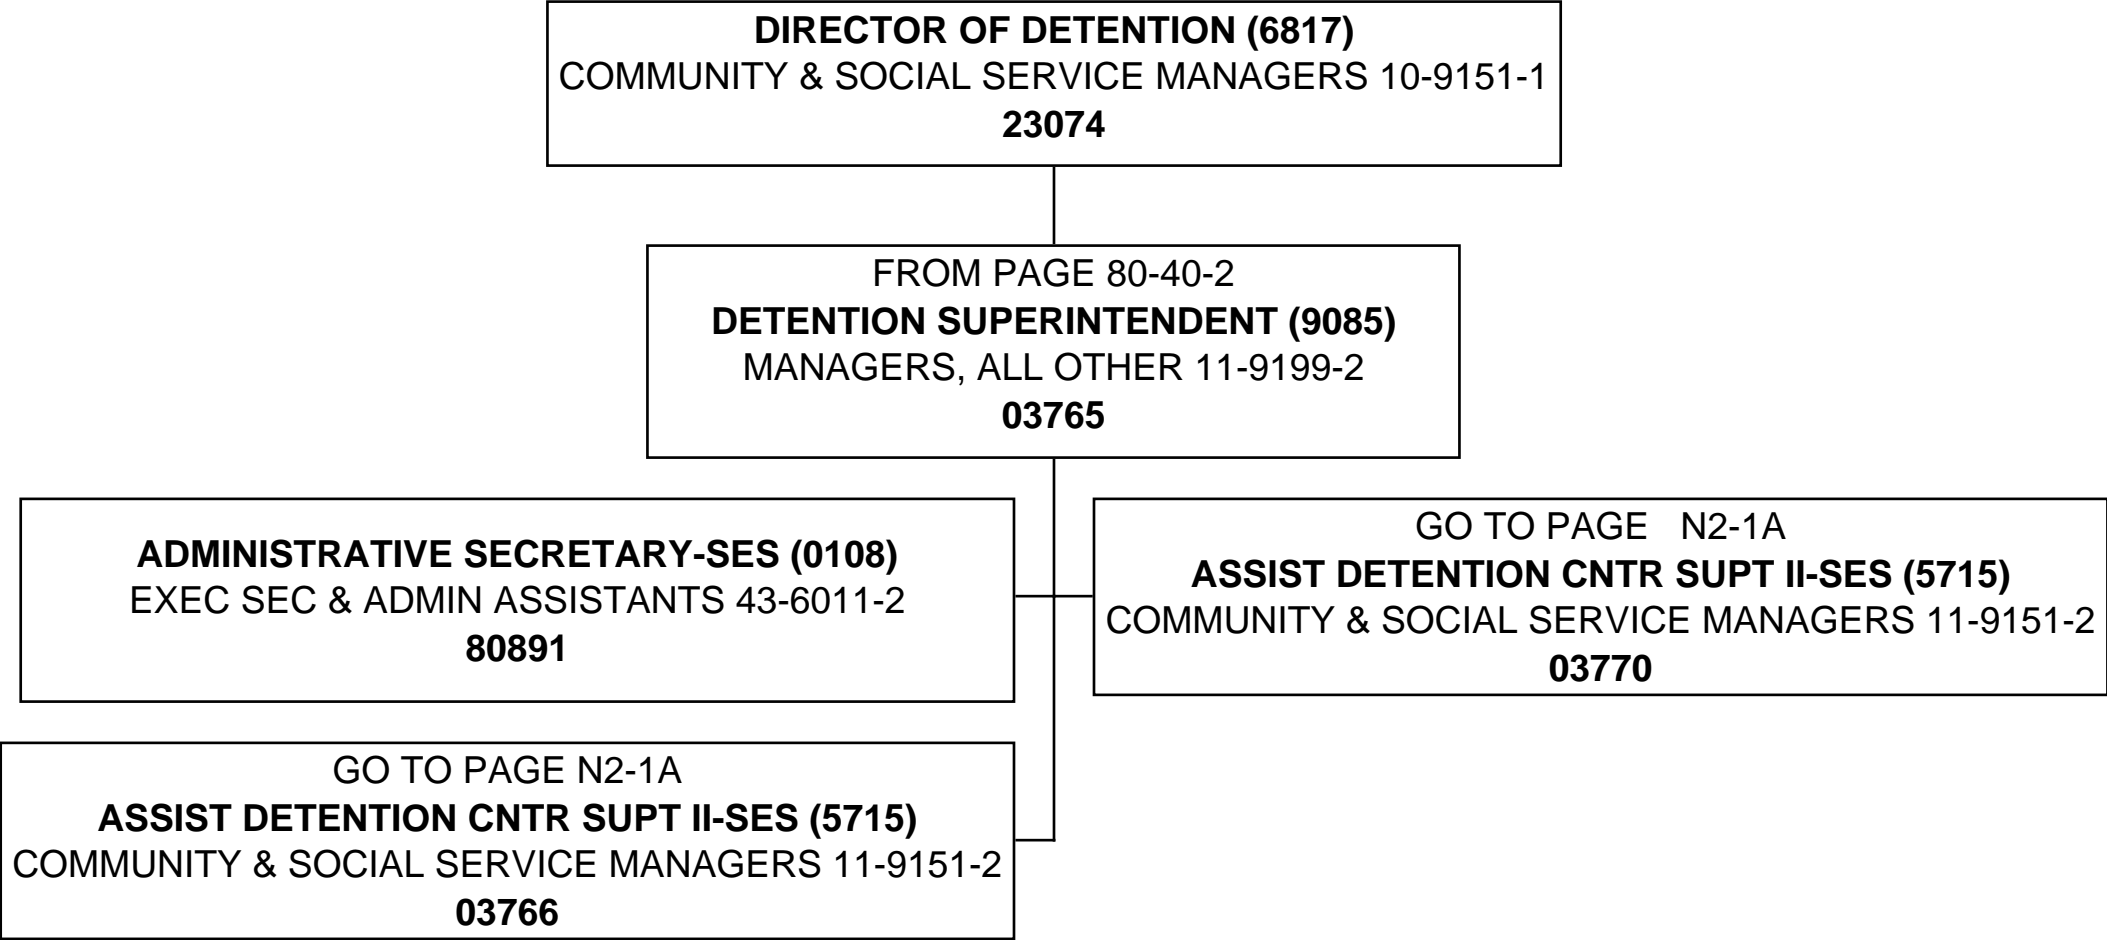 DIRECTOR OF DETENTION (6817)
COMMUNITY & SOCIAL SERVICE MANAGERS 10-9151-1
23074
FROM PAGE 80-40-2
DETENTION SUPERINTENDENT (9085)
MANAGERS, ALL OTHER 11-9199-2
03765
ADMINISTRATIVE SECRETARY-SES (0108)
EXEC SEC & ADMIN ASSISTANTS 43-6011-2
80891
GO TO PAGE   N2-1A
ASSIST DETENTION CNTR SUPT II-SES (5715)
COMMUNITY & SOCIAL SERVICE MANAGERS 11-9151-2
03770
GO TO PAGE N2-1A
ASSIST DETENTION CNTR SUPT II-SES (5715)
COMMUNITY & SOCIAL SERVICE MANAGERS 11-9151-2
03766